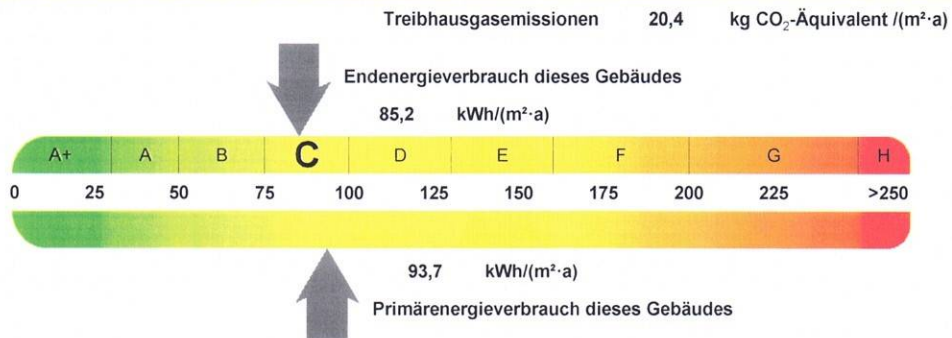 Treibhausgasemissionen 20,4 kg CO₂-Äquivalent /(m²·a)
Endenergieverbrauch dieses Gebäudes
85,2 kWh/(m²·a)
A+ A B C D E F G H
0 25 50 75 100 125 150 175 200 225 >250
93,7 kWh/(m²·a)
Primärenergieverbrauch dieses Gebäudes